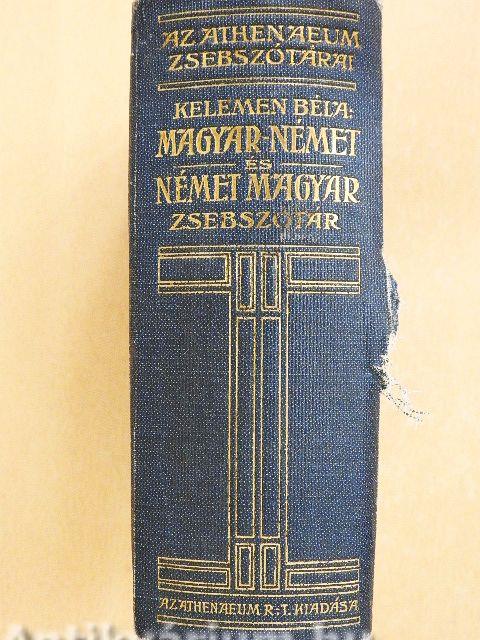 AZ ATHENAEUM
ZSEBSZÓTÁRAI
KELEMEN BÉLA:
MAGYAR-NÉMET
ÉS
NÉMET MAGYAR
ZSEBSZÓTÁR
AZ ATHENAEUM R.-T. KIADÁSA